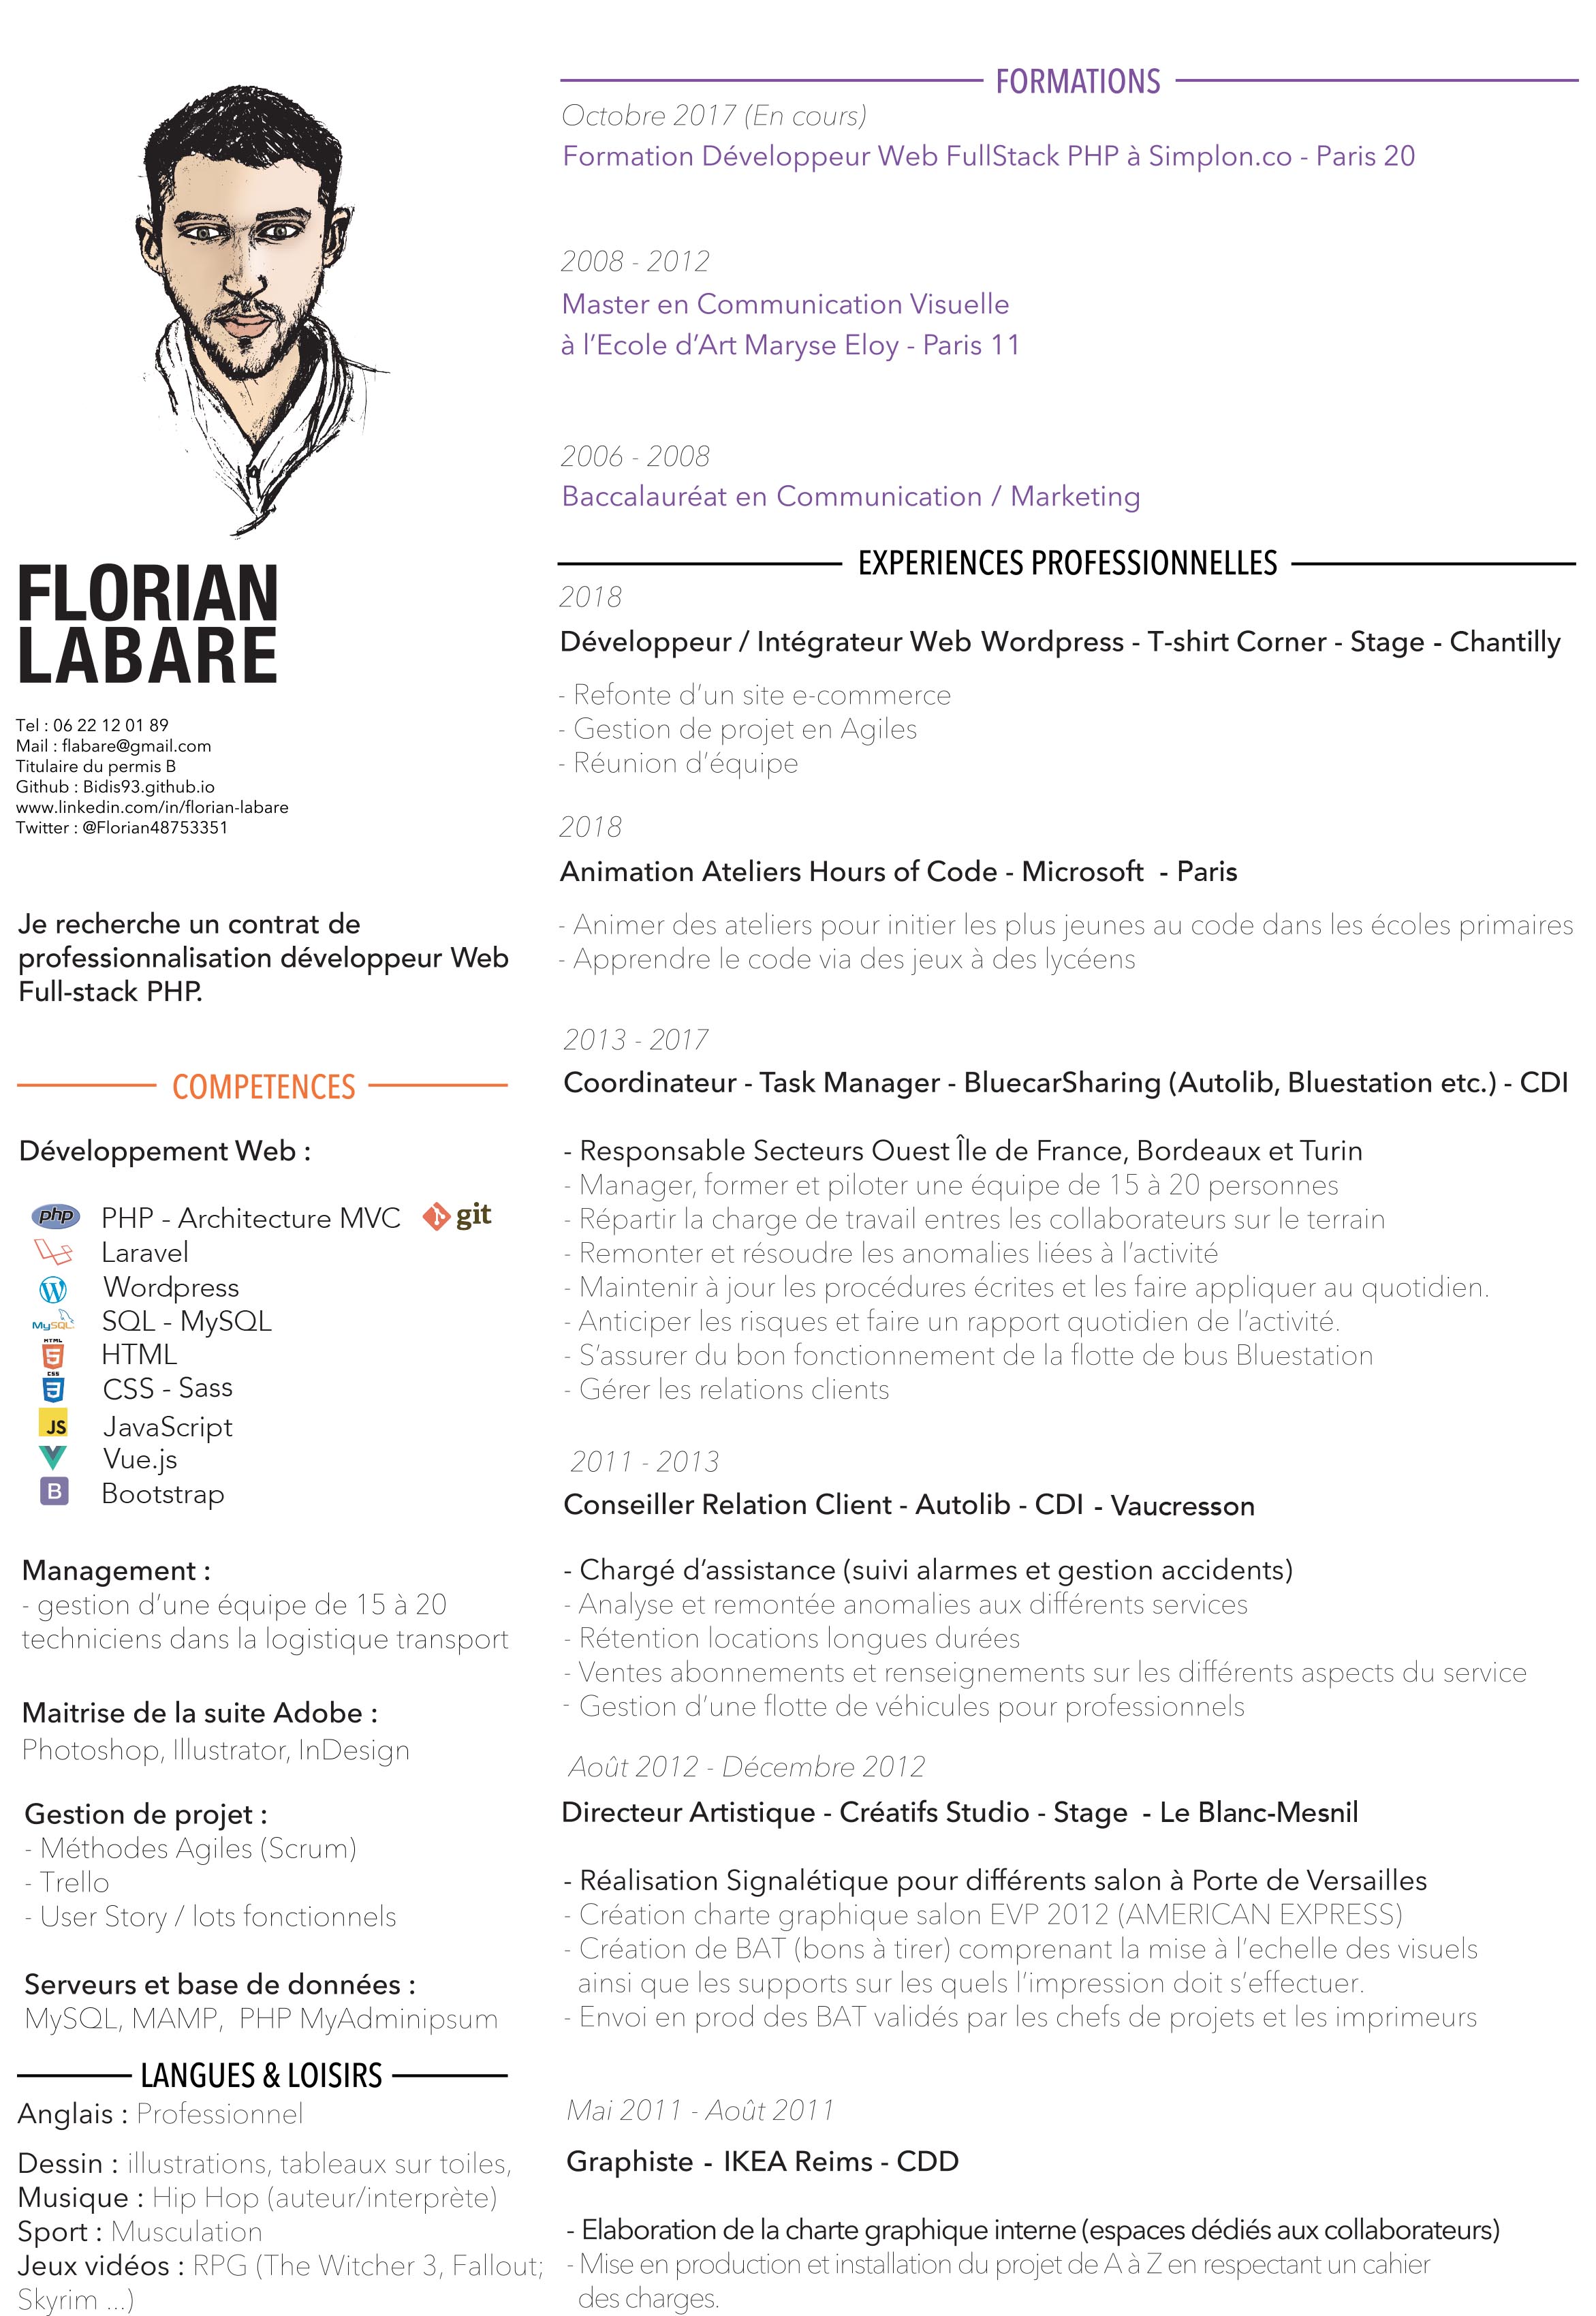 FLORIAN
LABARE
Tel : 06 22 12 01 89
Mail : flabare@gmail.com
Titulaire du permis B
Github : Bidis93.github.io
www.linkedin.com/in/florian-labare
Twitter : @Florian48753351
Je recherche un contrat de
professionnalisation développeur Web
Full-stack PHP.
COMPETENCES
Développement Web :
php PHP - Architecture MVC git
Laravel
W Wordpress
MySQL SQL - MySQL
HTML 5 HTML
CSS 3 CSS - Sass
JS JavaScript
Vue.js
B Bootstrap
Management :
- gestion d’une équipe de 15 à 20
techniciens dans la logistique transport
Maitrise de la suite Adobe :
Photoshop, Illustrator, InDesign
Gestion de projet :
- Méthodes Agiles (Scrum)
- Trello
- User Story / lots fonctionnels
Serveurs et base de données :
MySQL, MAMP, PHP MyAdminipsum
LANGUES & LOISIRS
Anglais : Professionnel
Dessin : illustrations, tableaux sur toiles,
Musique : Hip Hop (auteur/interprète)
Sport : Musculation
Jeux vidéos : RPG (The Witcher 3, Fallout;
Skyrim ...)
FORMATIONS
Octobre 2017 (En cours)
Formation Développeur Web FullStack PHP à Simplon.co - Paris 20
2008 - 2012
Master en Communication Visuelle
à l’Ecole d’Art Maryse Eloy - Paris 11
2006 - 2008
Baccalauréat en Communication / Marketing
EXPERIENCES PROFESSIONNELLES
2018
Développeur / Intégrateur Web Wordpress - T-shirt Corner - Stage - Chantilly
- Refonte d’un site e-commerce
- Gestion de projet en Agiles
- Réunion d’équipe
2018
Animation Ateliers Hours of Code - Microsoft - Paris
- Animer des ateliers pour initier les plus jeunes au code dans les écoles primaires
- Apprendre le code via des jeux à des lycéens
2013 - 2017
Coordinateur - Task Manager - BluecarSharing (Autolib, Bluestation etc.) - CDI
- Responsable Secteurs Ouest Île de France, Bordeaux et Turin
- Manager, former et piloter une équipe de 15 à 20 personnes
- Répartir la charge de travail entres les collaborateurs sur le terrain
- Remonter et résoudre les anomalies liées à l’activité
- Maintenir à jour les procédures écrites et les faire appliquer au quotidien.
- Anticiper les risques et faire un rapport quotidien de l’activité.
- S’assurer du bon fonctionnement de la flotte de bus Bluestation
- Gérer les relations clients
2011 - 2013
Conseiller Relation Client - Autolib - CDI - Vaucresson
- Chargé d’assistance (suivi alarmes et gestion accidents)
- Analyse et remontée anomalies aux différents services
- Rétention locations longues durées
- Ventes abonnements et renseignements sur les différents aspects du service
- Gestion d’une flotte de véhicules pour professionnels
Août 2012 - Décembre 2012
Directeur Artistique - Créatifs Studio - Stage - Le Blanc-Mesnil
- Réalisation Signalétique pour différents salon à Porte de Versailles
- Création charte graphique salon EVP 2012 (AMERICAN EXPRESS)
- Création de BAT (bons à tirer) comprenant la mise à l’echelle des visuels
ainsi que les supports sur les quels l’impression doit s’effectuer.
- Envoi en prod des BAT validés par les chefs de projets et les imprimeurs
Mai 2011 - Août 2011
Graphiste - IKEA Reims - CDD
- Elaboration de la charte graphique interne (espaces dédiés aux collaborateurs)
- Mise en production et installation du projet de A à Z en respectant un cahier
des charges.